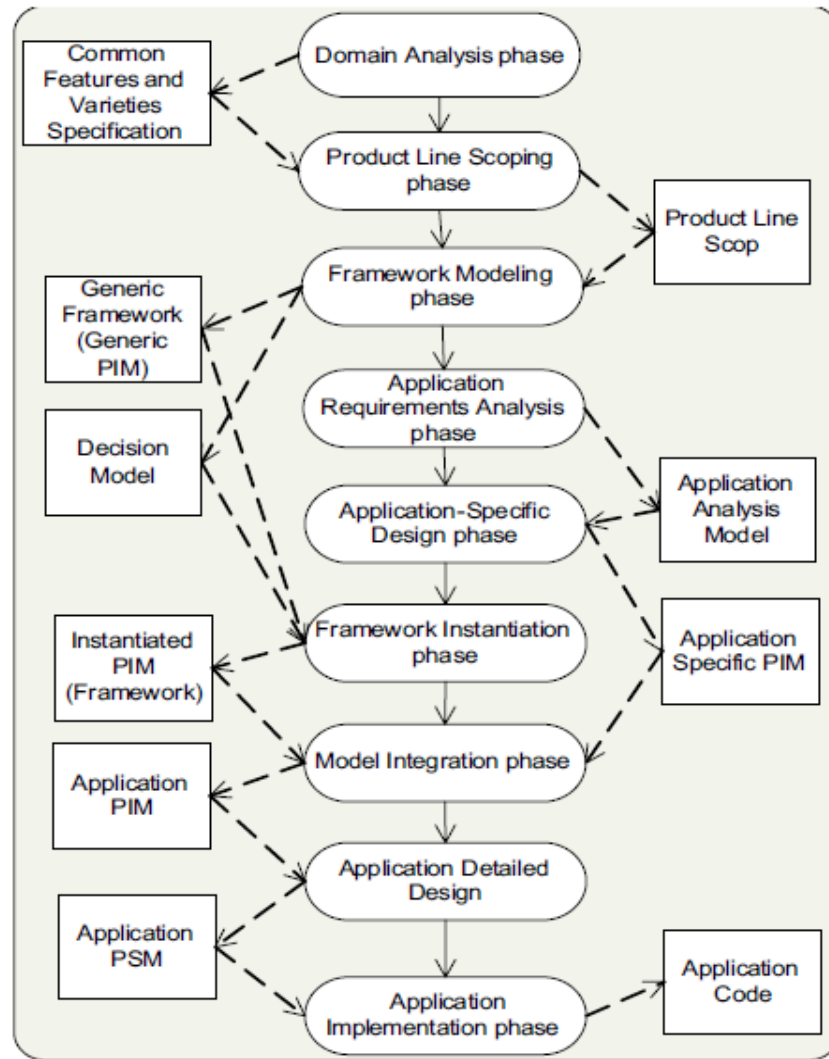 Common
Features and
Varieties
Specification
Domain Analysis phase
Product Line Scoping
phase
Product Line
Scop
Framework Modeling
phase
Generic
Framework
(Generic
PIM)
Application
Requirements Analysis
phase
Decision
Model
Application
Analysis
Model
Application-Specific
Design phase
Framework Instantiation
phase
Instantiated
PIM
(Framework)
Application
Specific PIM
Model Integration phase
Application
PIM
Application Detailed
Design
Application
PSM
Application
Implementation phase
Application
Code